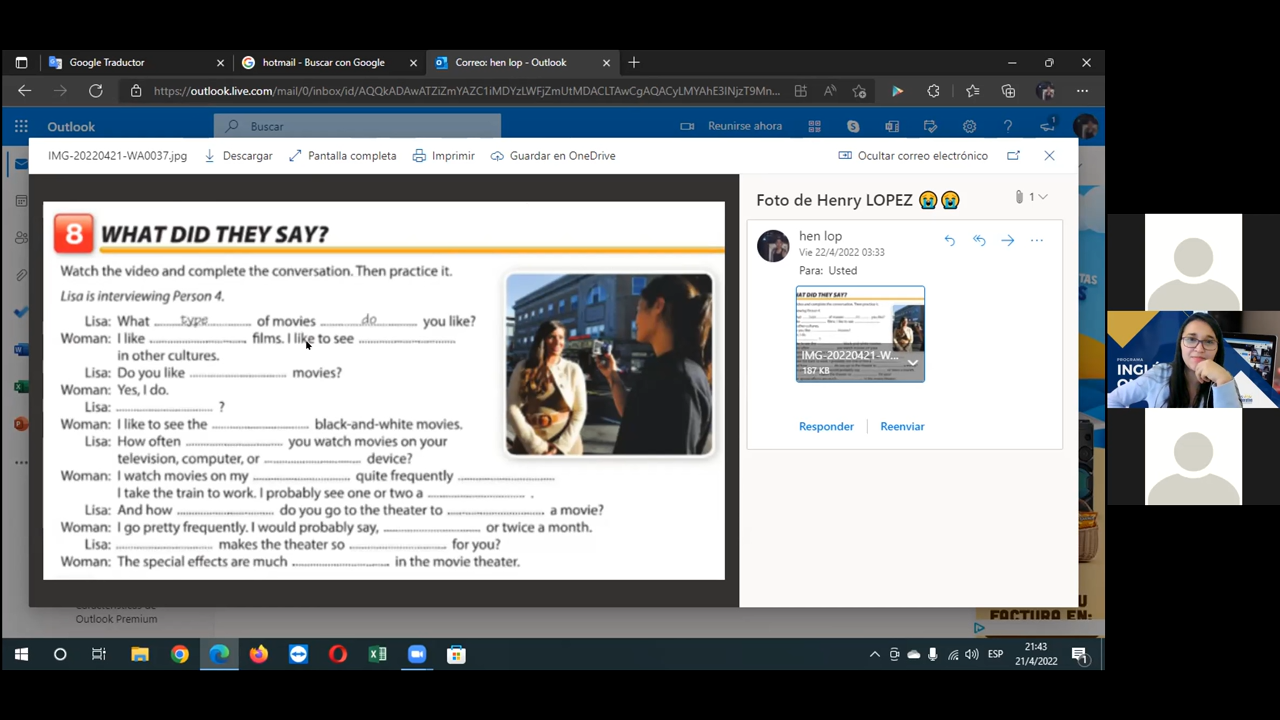 Google Traductor
hotmail - Buscar con Google
Correo: hen lop - Outlook
https://outlook.live.com/mail/0/inbox/id/AQQkADAwATZiZmYAZC1iMDYzLWFjZmUtMDACLTAwCgAQACyLMYAhE3INjzT9Mn...
Outlook
Buscar
Reunirse ahora
1
IMG-20220421-WA0037.jpg
Descargar
Pantalla completa
Imprimir
Guardar en OneDrive
Ocultar correo electrónico
8 WHAT DID THEY SAY?
Watch the video and complete the conversation. Then practice it.
Lisa is interviewing Person 4.
Lisa: What type of movies do you like?
Woman: I like films. I like to see
in other cultures.
Lisa: Do you like movies?
Woman: Yes, I do.
Lisa: ?
Woman: I like to see the black-and-white movies.
Lisa: How often you watch movies on your
television, computer, or device?
Woman: I watch movies on my quite frequently
I take the train to work. I probably see one or two a .
Lisa: And how do you go to the theater to a movie?
Woman: I go pretty frequently. I would probably say, or twice a month.
Lisa: makes the theater so for you?
Woman: The special effects are much in the movie theater.
Foto de Henry LOPEZ 😭😭
1
hen lop
Vie 22/4/2022 03:33
Para: Usted
IMG-20220421-W...
187 KB
Responder
Reenviar
Outlook Premium
FACTURA EN:
PROGRAMA
ESP
21:43
21/4/2022
1